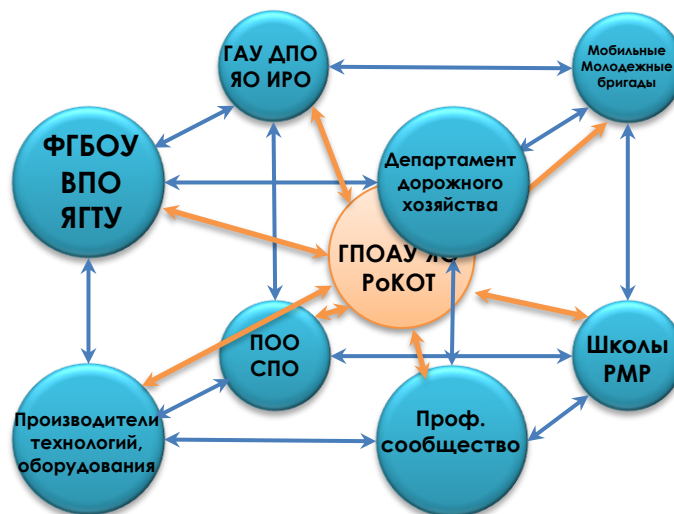 ГАУ ДПО
ЯО ИРО
Мобильные
Молодежные
бригады
ФГБОУ
ВПО
ЯГТУ
Департамент
дорожного
хозяйства
ГПОАУ ЯО
РоКОТ
ПОО
СПО
Школы
РМР
Производители
технологий,
оборудования
Проф.
сообщество